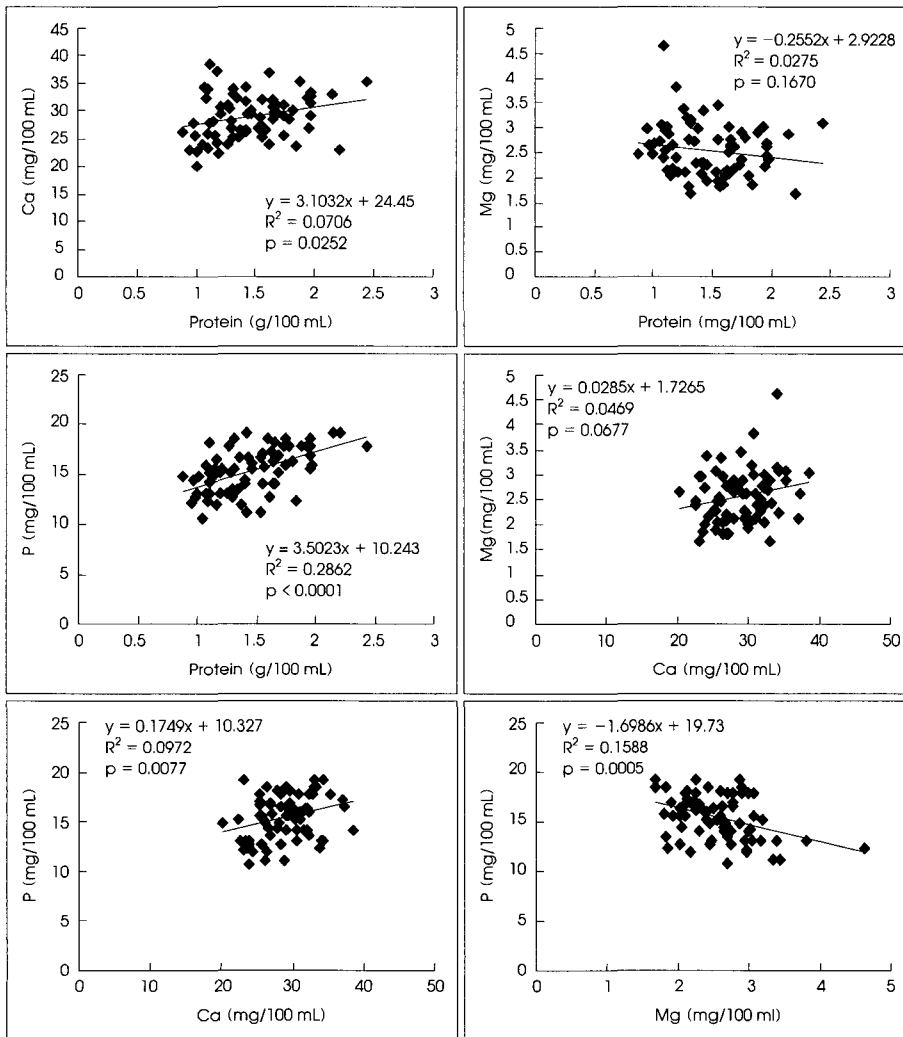 Ca (mg/100 mL)
45
40
35
30
25
20
15
10
5
0
y = 3.1032x + 24.45
R² = 0.0706
p = 0.0252
0 1 1.5 2 2.5 3
Protein (g/100 mL)
Mg (mg/100 mL)
5
4.5
4
3.5
3
2.5
2
1.5
1
0.5
0
y = −0.2552x + 2.9228
R² = 0.0275
p = 0.1670
0 0.5 1 1.5 2 2.5 3
Protein (mg/100 mL)
P (mg/100 mL)
25
20
15
10
5
0
y = 3.5023x + 10.243
R² = 0.2862
p < 0.0001
0 1 1.5 2 2.5 3
Protein (g/100 mL)
Mg(mg/100 mL)
5
4.5
4
3.5
3
2.5
2
1.5
1
0.5
0
y = 0.0285x + 1.7265
R² = 0.0469
p = 0.0677
0 10 20 30 40 50
Ca (mg/100 mL)
P (mg/100 mL)
25
20
15
10
5
0
y = 0.1749x + 10.327
R² = 0.0972
p = 0.0077
0 10 20 30 40 50
Ca (mg/100 mL)
P (mg/100 mL)
25
20
15
10
5
0
y = −1.6986x + 19.73
R² = 0.1588
p = 0.0005
0 1 2 3 4 5
Mg (mg/100 ml)